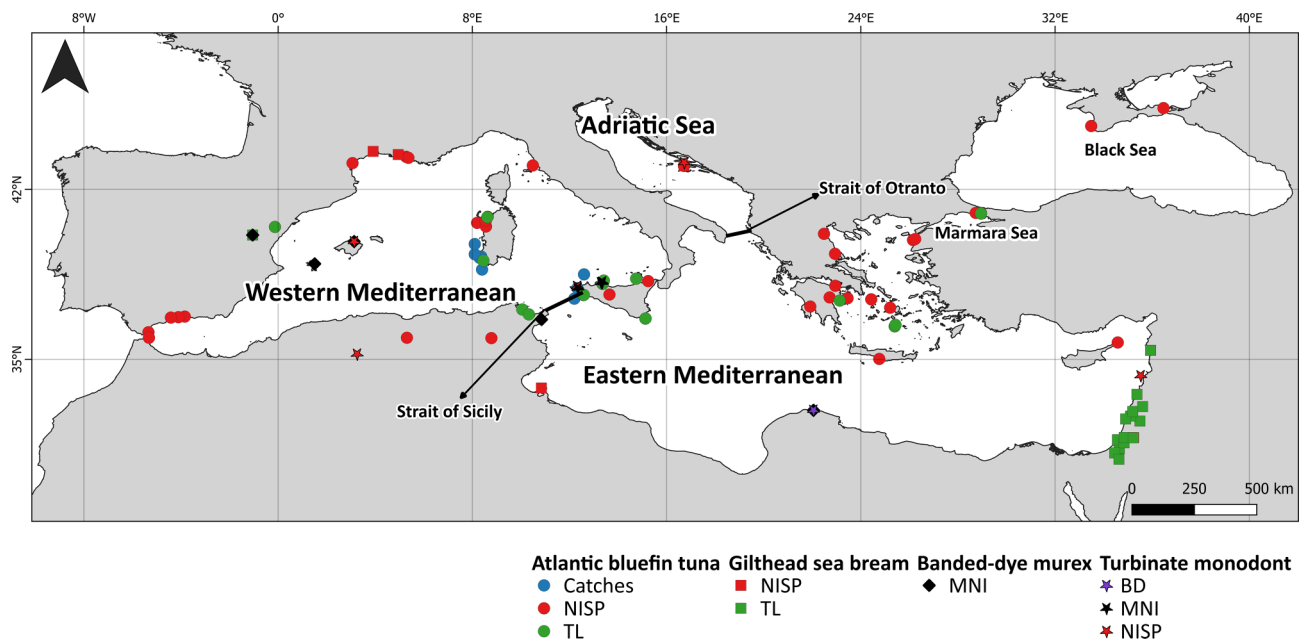 8°W 0° 8°E 16°E 24°E 32°E 40°E
Adriatic Sea
Black Sea
42°N
Strait of Otranto
Marmara Sea
Western Mediterranean
35°N
Eastern Mediterranean
Strait of Sicily
0 250 500 km
Atlantic bluefin tuna Gilthead sea bream Banded-dye murex Turbinate monodont
Catches NISP MNI BD
NISP TL MNI
TL NISP